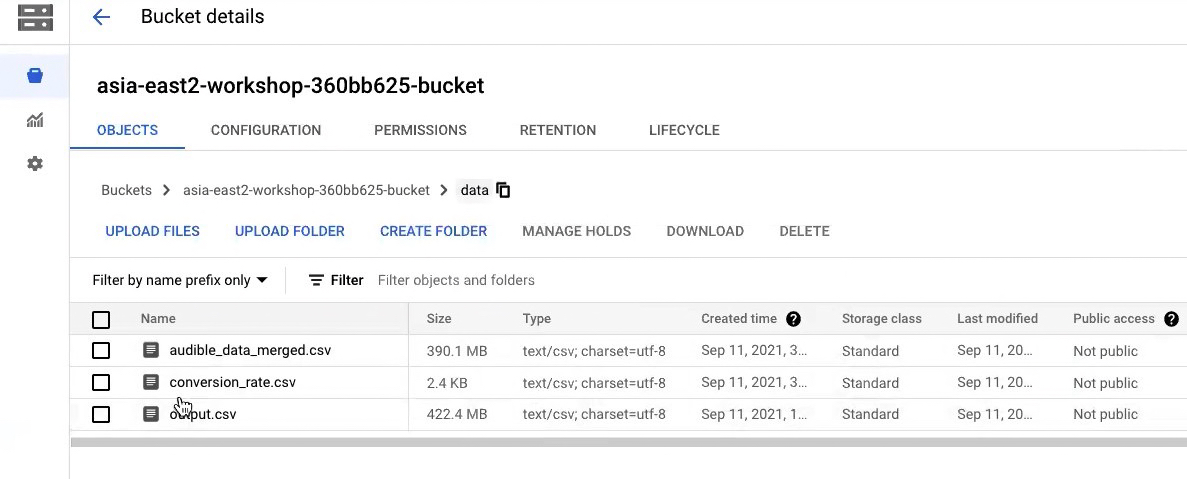 Bucket details
asia-east2-workshop-360bb625-bucket
OBJECTS CONFIGURATION PERMISSIONS RETENTION LIFECYCLE
Buckets > asia-east2-workshop-360bb625-bucket > data
UPLOAD FILES UPLOAD FOLDER CREATE FOLDER MANAGE HOLDS DOWNLOAD DELETE
Filter by name prefix only Filter Filter objects and folders
Name Size Type Created time Storage class Last modified Public access
audible_data_merged.csv 390.1 MB text/csv; charset=utf-8 Sep 11, 2021, 3... Standard Sep 11, 20... Not public
conversion_rate.csv 2.4 KB text/csv; charset=utf-8 Sep 11, 2021, 3... Standard Sep 11, 20... Not public
output.csv 422.4 MB text/csv; charset=utf-8 Sep 11, 2021, 1... Standard Sep 11, 20... Not public